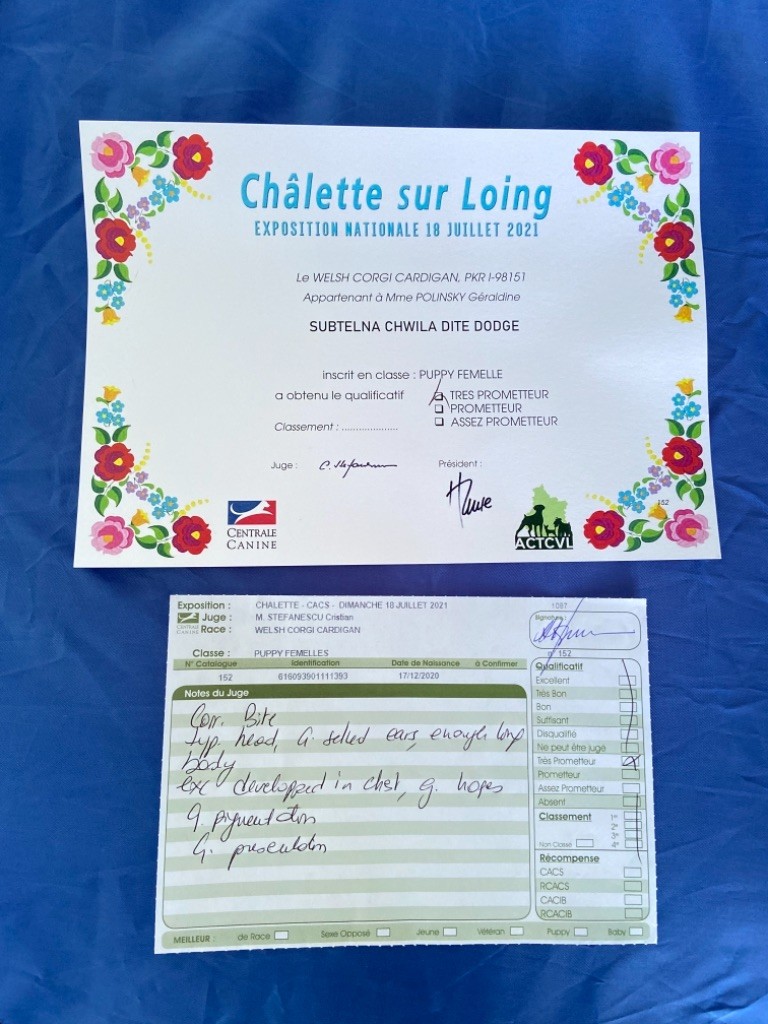 Châlette sur Loing
EXPOSITION NATIONALE 18 JUILLET 2021
Le WELSH CORGI CARDIGAN, PKR I-98151
Appartenant à Mme POLINSKY Géraldine
SUBTELNA CHWILA DITE DODGE
inscrit en classe : PUPPY FEMELLE
a obtenu le qualificatif
TRES PROMETTEUR
PROMETTEUR
ASSEZ PROMETTEUR
Classement : ....................
Juge :
Président :
152
CENTRALE
CANINE
ACTCVL
Exposition : CHALETTE - CACS - DIMANCHE 18 JUILLET 2021
1087
Juge : M. STEFANESCU Cristian
Signature :
CENTRALE
CANINE
Race : WELSH CORGI CARDIGAN
Classe : PUPPY FEMELLES
n° 152
N° Catalogue Identification Date de Naissance à Confirmer
152 616093901111393 17/12/2020
Notes du Juge
Corr. Bite
typ. head, G. setled ears, enough long
body
exc developped in chest, g. hopes
G. pigmentation
G. presentation
Qualificatif
Excellent
Très Bon
Bon
Suffisant
Disqualifié
Ne peut être jugé
Très Prometteur
Prometteur
Assez Prometteur
Absent
Classement
Non Classé
Récompense
CACS
RCACS
CACIB
RCACIB
MEILLEUR : de Race Sexe Opposé Jeune Vétéran Puppy Baby